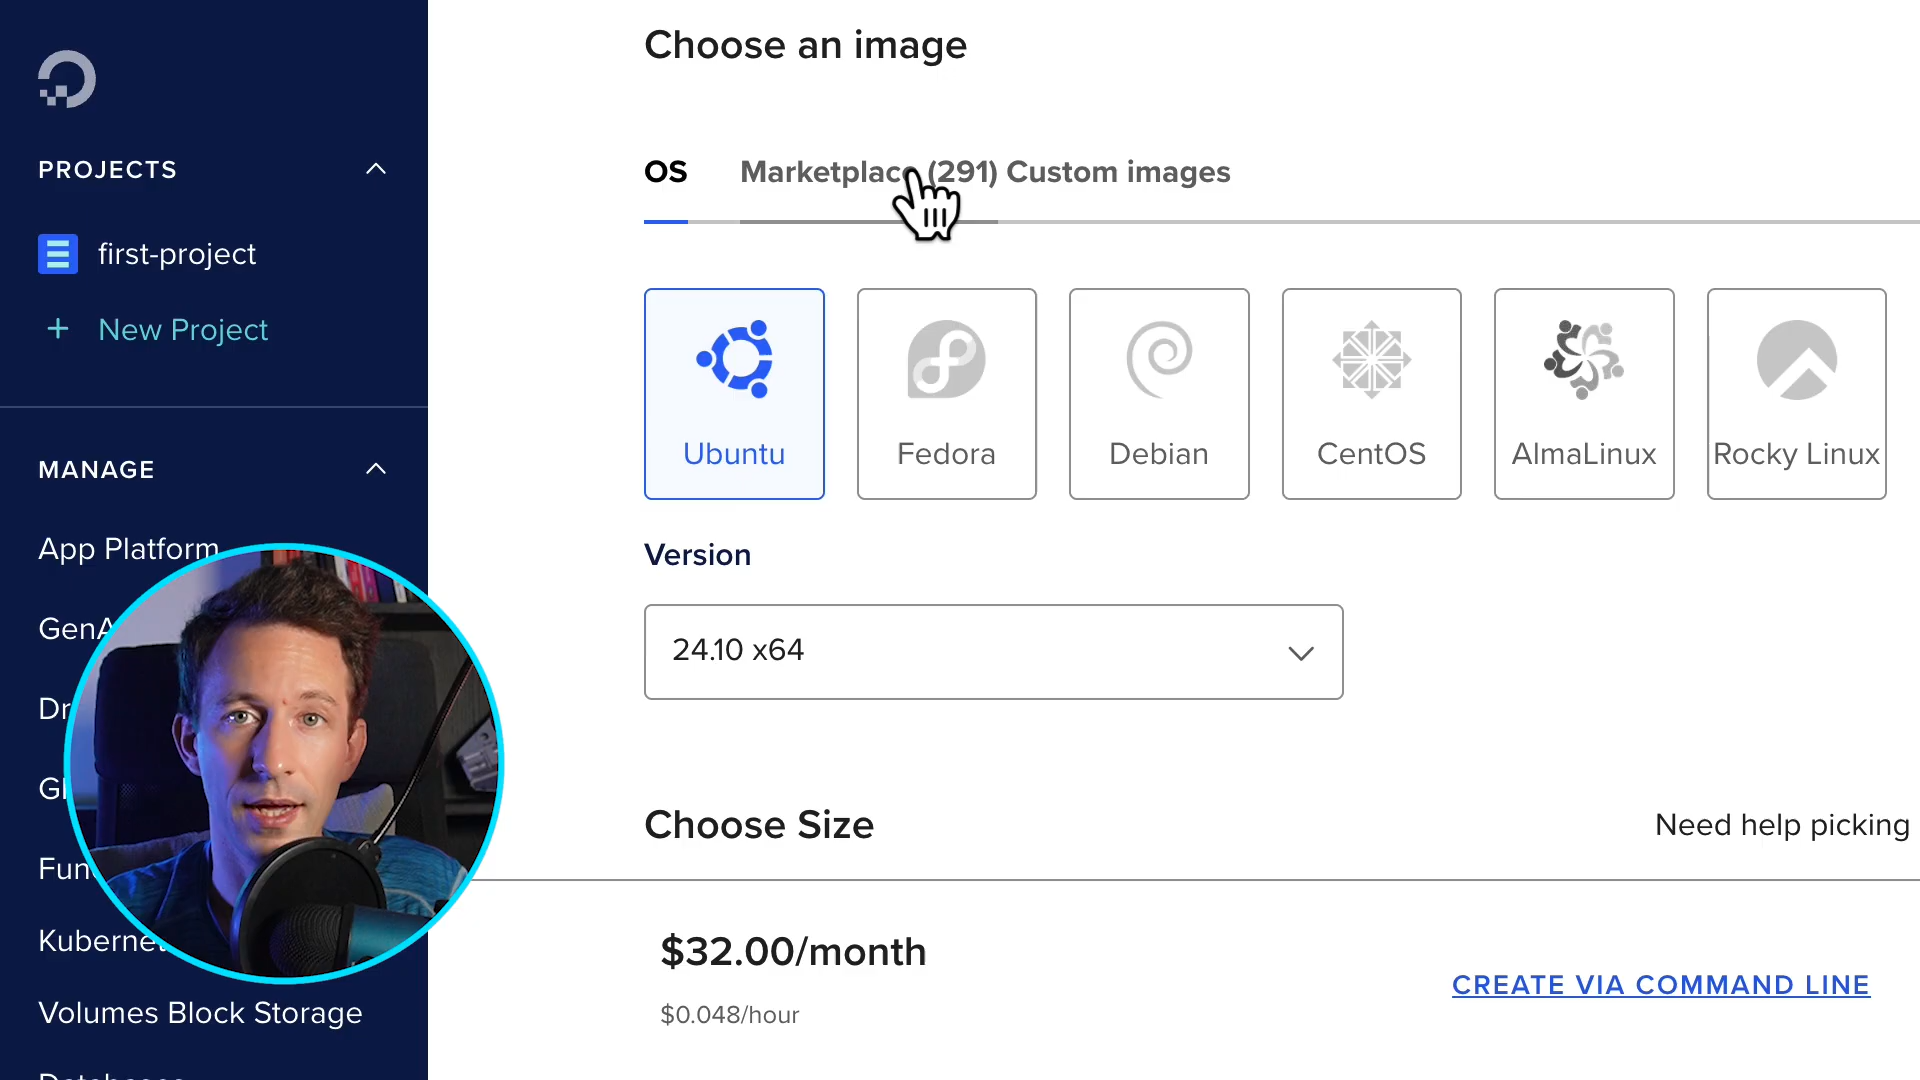 PROJECTS
first-project
+ New Project
MANAGE
App Platform
Kuberne
Volumes Block Storage
Choose an image
OS
Marketplac (291) Custom images
Ubuntu
Fedora
Debian
CentOS
AlmaLinux
Rocky Linux
Version
24.10 x64
Choose Size
Need help picking
$32.00/month
$0.048/hour
CREATE VIA COMMAND LINE